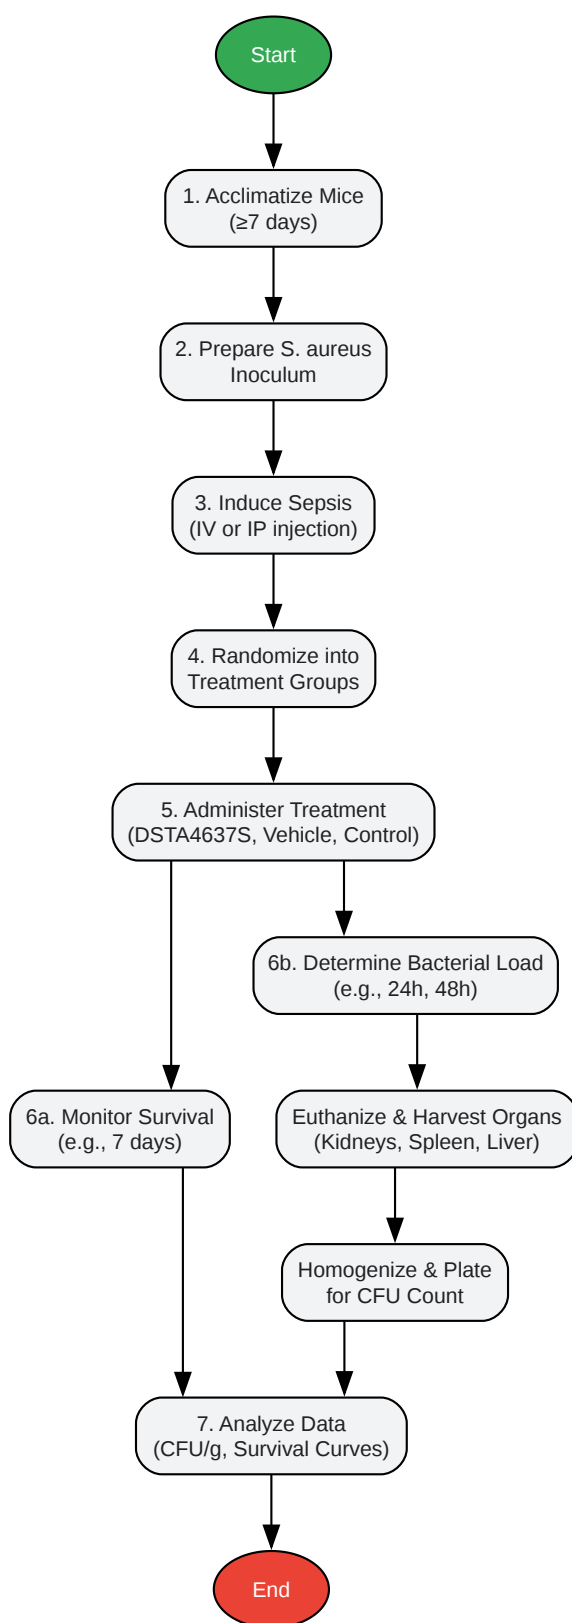 Start
1. Acclimatize Mice
(≥7 days)
2. Prepare S. aureus
Inoculum
3. Induce Sepsis
(IV or IP injection)
4. Randomize into
Treatment Groups
5. Administer Treatment
(DSTA4637S, Vehicle, Control)
6b. Determine Bacterial Load
(e.g., 24h, 48h)
6a. Monitor Survival
(e.g., 7 days)
Euthanize & Harvest Organs
(Kidneys, Spleen, Liver)
Homogenize & Plate
for CFU Count
7. Analyze Data
(CFU/g, Survival Curves)
End